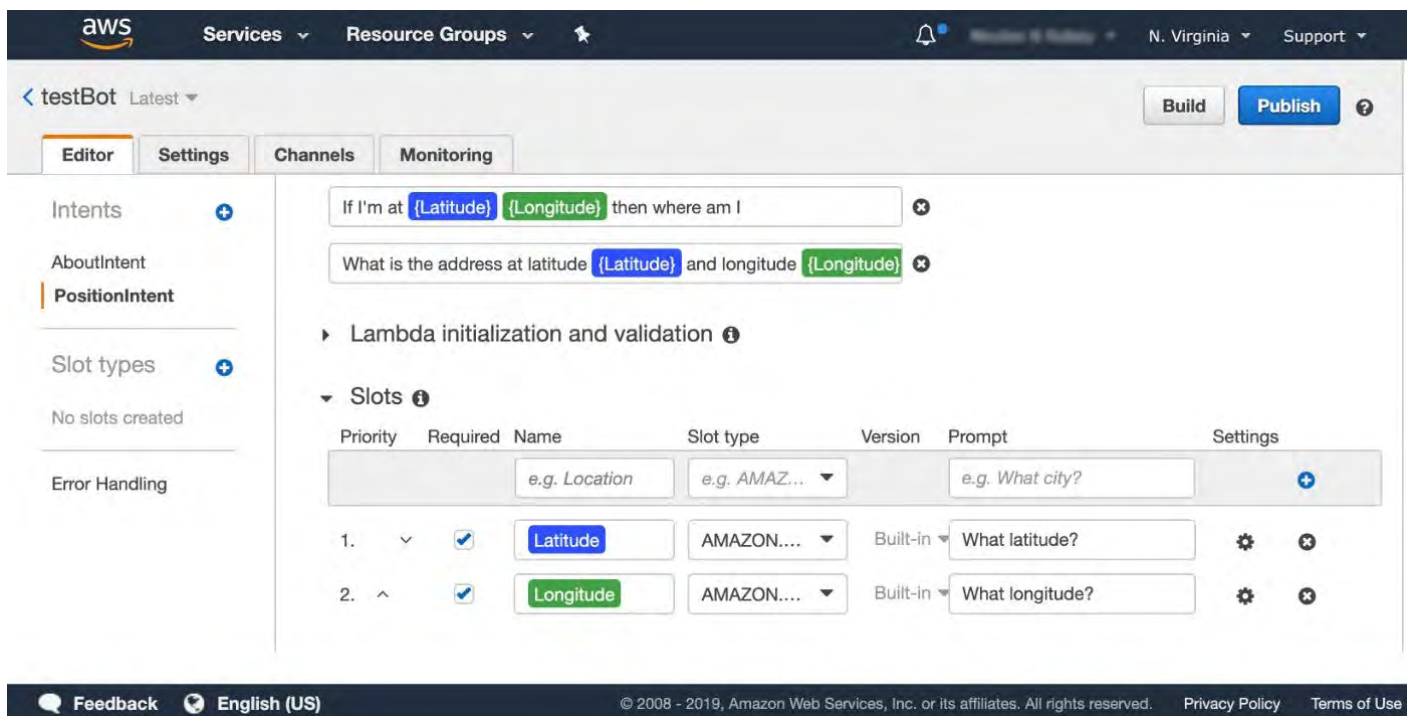 aws Services Resource Groups N. Virginia Support
testBot Latest
Build Publish
Editor Settings Channels Monitoring
Intents
AboutIntent
PositionIntent
Slot types
No slots created
Error Handling
If I'm at {Latitude} {Longitude} then where am I
What is the address at latitude {Latitude} and longitude {Longitude}
Lambda initialization and validation
Slots
Priority Required Name Slot type Version Prompt Settings
e.g. Location e.g. AMAZ... e.g. What city?
1. Latitude AMAZON.... Built-in What latitude?
2. Longitude AMAZON.... Built-in What longitude?
Feedback English (US) © 2008 - 2019, Amazon Web Services, Inc. or its affiliates. All rights reserved. Privacy Policy Terms of Use